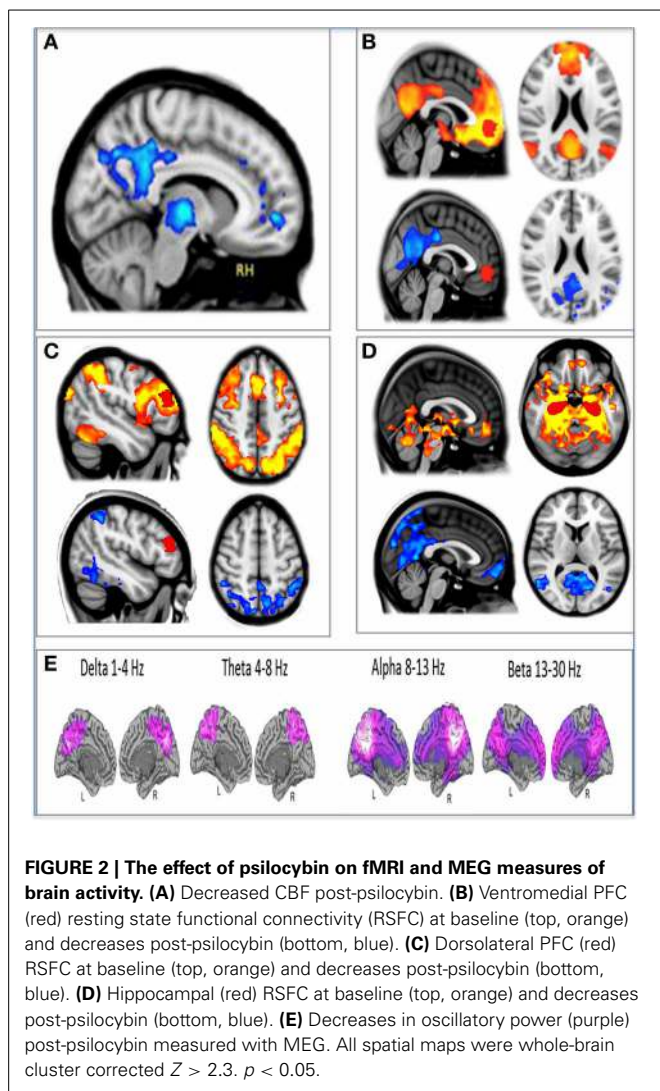 A
B
RH
C
D
E
Delta 1-4 Hz Theta 4-8 Hz Alpha 8-13 Hz Beta 13-30 Hz
L R L R L R L R
FIGURE 2 | The effect of psilocybin on fMRI and MEG measures of
brain activity. (A) Decreased CBF post-psilocybin. (B) Ventromedial PFC
(red) resting state functional connectivity (RSFC) at baseline (top, orange)
and decreases post-psilocybin (bottom, blue). (C) Dorsolateral PFC (red)
RSFC at baseline (top, orange) and decreases post-psilocybin (bottom,
blue). (D) Hippocampal (red) RSFC at baseline (top, orange) and decreases
post-psilocybin (bottom, blue). (E) Decreases in oscillatory power (purple)
post-psilocybin measured with MEG. All spatial maps were whole-brain
cluster corrected Z > 2.3. p < 0.05.